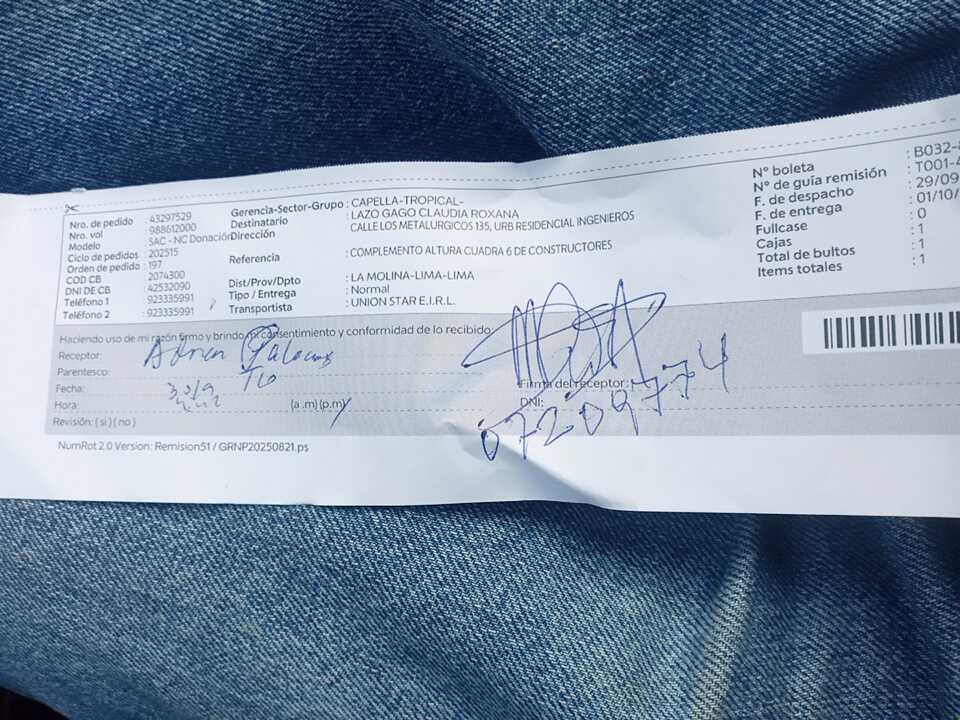 Nro. de pedido : 43297529
Nro. vol : 988612000
Modelo : SAC - NC Donación
Ciclo de pedidos : 202515
Orden de pedido : 197
COD CB : 2074300
DNI DE CB : 42532090
Teléfono 1 : 923335991
Teléfono 2 : 923335991
Gerencia-Sector-Grupo : CAPELLA-TROPICAL-
Destinatario : LAZO GAGO CLAUDIA ROXANA
Dirección : CALLE LOS METALURGICOS 135, URB RESIDENCIAL INGENIEROS
Referencia : COMPLEMENTO ALTURA CUADRA 6 DE CONSTRUCTORES
Dist/Prov/Dpto : LA MOLINA-LIMA-LIMA
Tipo / Entrega : Normal
Transportista : UNION STAR E.I.R.L.
N° boleta : B032-
N° de guía remisión : T001-4
F. de despacho : 29/09
F. de entrega : 01/10/
Fullcase : 0
Cajas : 1
Total de bultos : 1
Items totales : 1
Haciendo uso de mi razón firmo y brindo mi consentimiento y conformidad de lo recibido:
Receptor:
Parentesco: Tio
Fecha:
Hora: (a.m) (p.m)
Revisión: ( si ) ( no )
Firma del receptor:
DNI: 07209774
NumRot 2.0 Version: Remision51 / GRNP20250821.ps